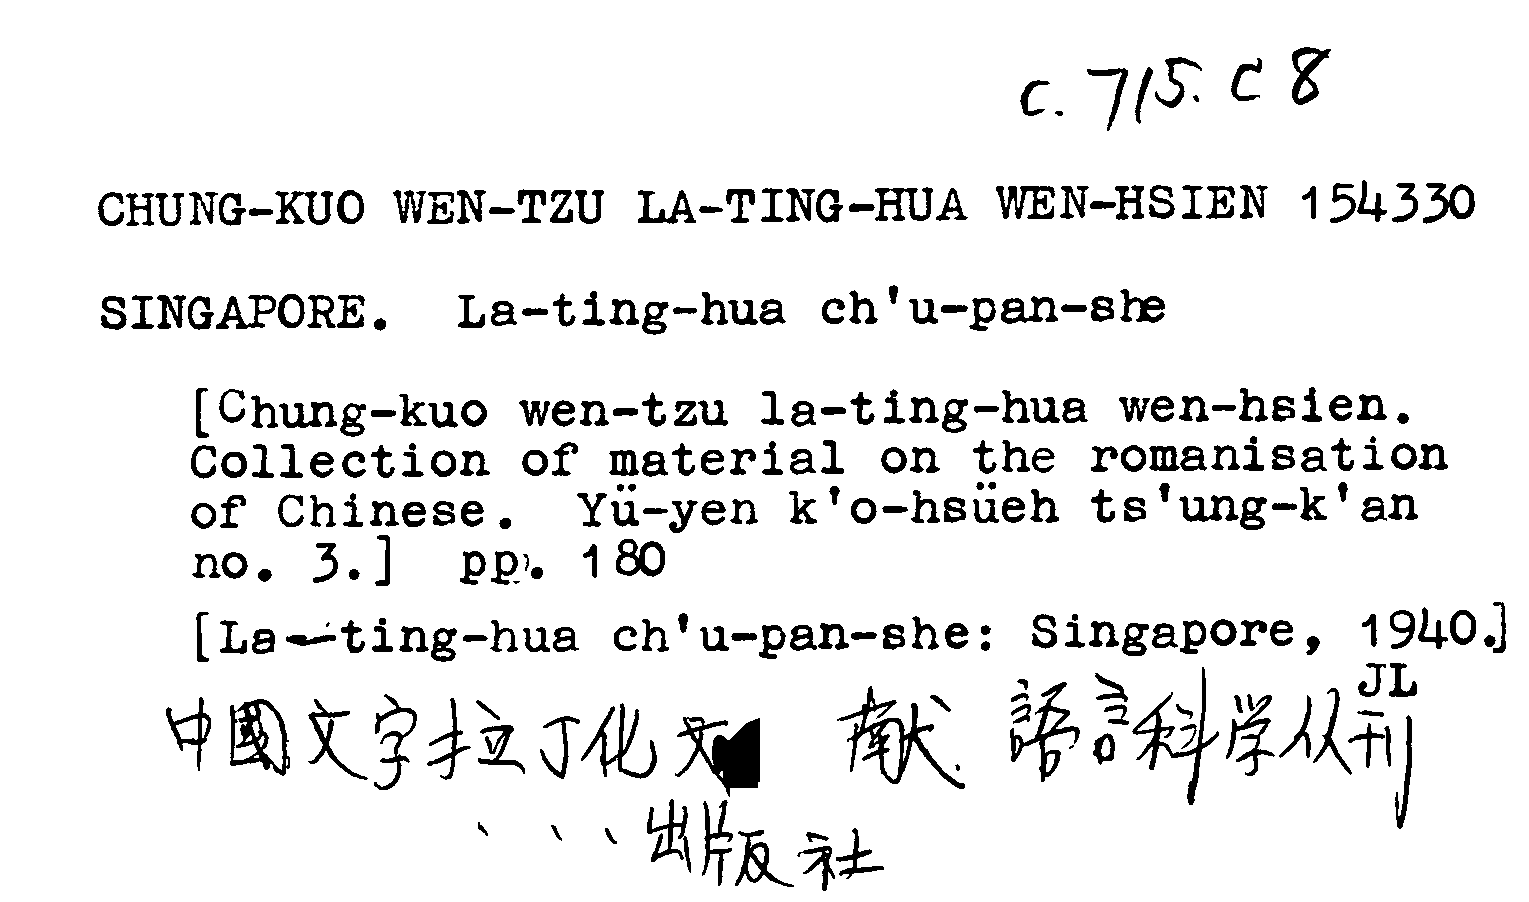 c. 715. c 8
CHUNG-KUO WEN-TZU LA-TING-HUA WEN-HSIEN 154330
SINGAPORE. La-ting-hua ch'u-pan-she
[Chung-kuo wen-tzu la-ting-hua wen-hsien.
Collection of material on the romanisation
of Chinese. Yü-yen k'o-hsüeh ts'ung-k'an
no. 3.] pp. 180
[La-ting-hua ch'u-pan-she: Singapore, 1940.]
JL
中國文字拉丁化文 献 語言科学从刊
、、、、出版社